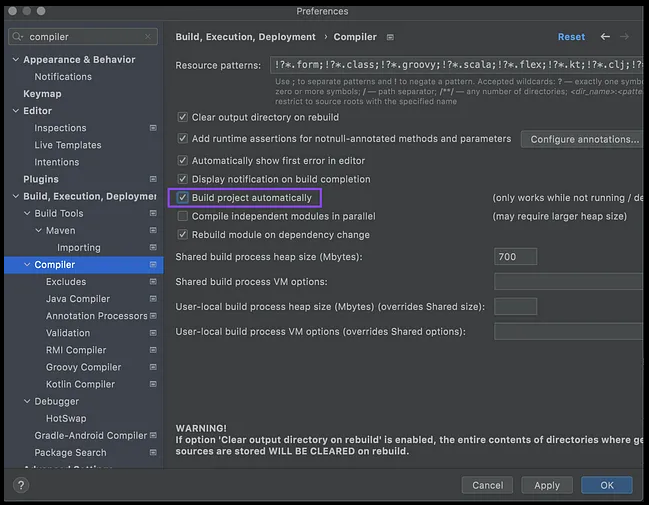 Preferences
compiler
Appearance & Behavior
Notifications
Keymap
Editor
Inspections
Live Templates
Intentions
Plugins
Build, Execution, Deploymen
Build Tools
Maven
Importing
Compiler
Excludes
Java Compiler
Annotation Processors
Validation
RMI Compiler
Groovy Compiler
Kotlin Compiler
Debugger
HotSwap
Gradle-Android Compiler
Package Search
Build, Execution, Deployment › Compiler
Reset
Resource patterns: !?*.form;!?*.class;!?*.groovy;!?*.scala;!?*.flex;!?*.kt;!?*.clj;!?*
Use ; to separate patterns and ! to negate a pattern. Accepted wildcards: ? — exactly one symb
zero or more symbols; / — path separator; /**/ — any number of directories; <dir_name>:<patte
restrict to source roots with the specified name
Clear output directory on rebuild
Add runtime assertions for notnull-annotated methods and parameters Configure annotations...
Automatically show first error in editor
Display notification on build completion
Build project automatically (only works while not running / de
Compile independent modules in parallel (may require larger heap size)
Rebuild module on dependency change
Shared build process heap size (Mbytes): 700
Shared build process VM options:
User-local build process heap size (Mbytes) (overrides Shared size):
User-local build process VM options (overrides Shared options):
WARNING!
If option 'Clear output directory on rebuild' is enabled, the entire contents of directories where ge
sources are stored WILL BE CLEARED on rebuild.
? Cancel Apply OK